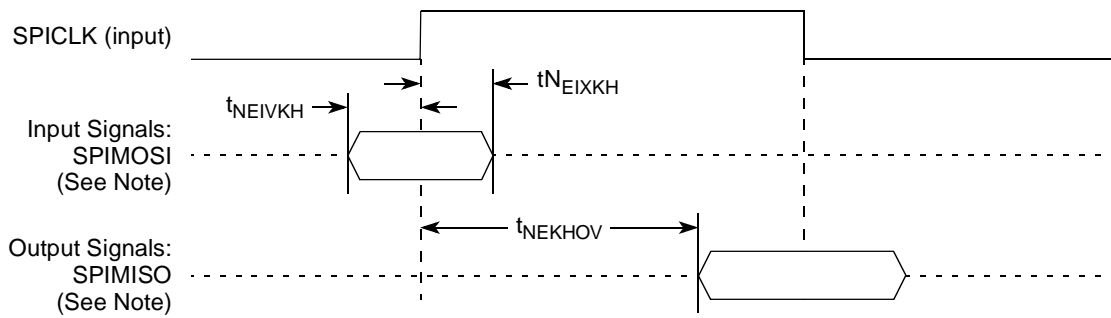 SPICLK (input)
tNEIXKH
tNEIVKH
Input Signals:
SPIMOSI
(See Note)
tNEKHOV
Output Signals:
SPIMISO
(See Note)